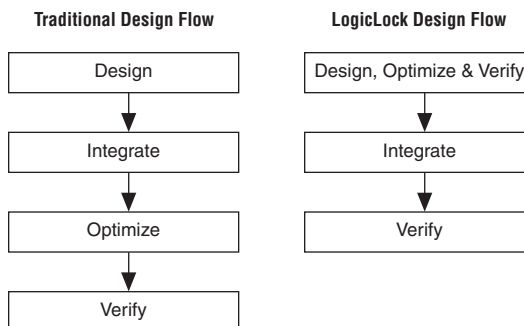 Traditional Design Flow
Design
Integrate
Optimize
Verify
LogicLock Design Flow
Design, Optimize & Verify
Integrate
Verify